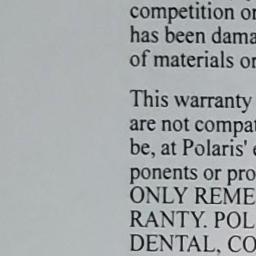 competition or
has been dama
of materials or
This warranty
are not compat
be, at Polaris'
ponents or pro
ONLY REME
RANTY. POL
DENTAL, CO